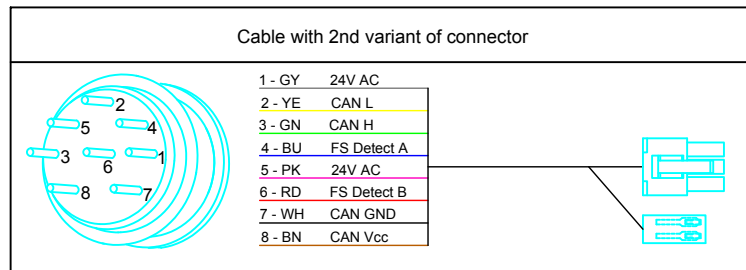 Cable with 2nd variant of connector
2
5
4
3
6
1
8
7
1 - GY 24V AC
2 - YE CAN L
3 - GN CAN H
4 - BU FS Detect A
5 - PK 24V AC
6 - RD FS Detect B
7 - WH CAN GND
8 - BN CAN Vcc